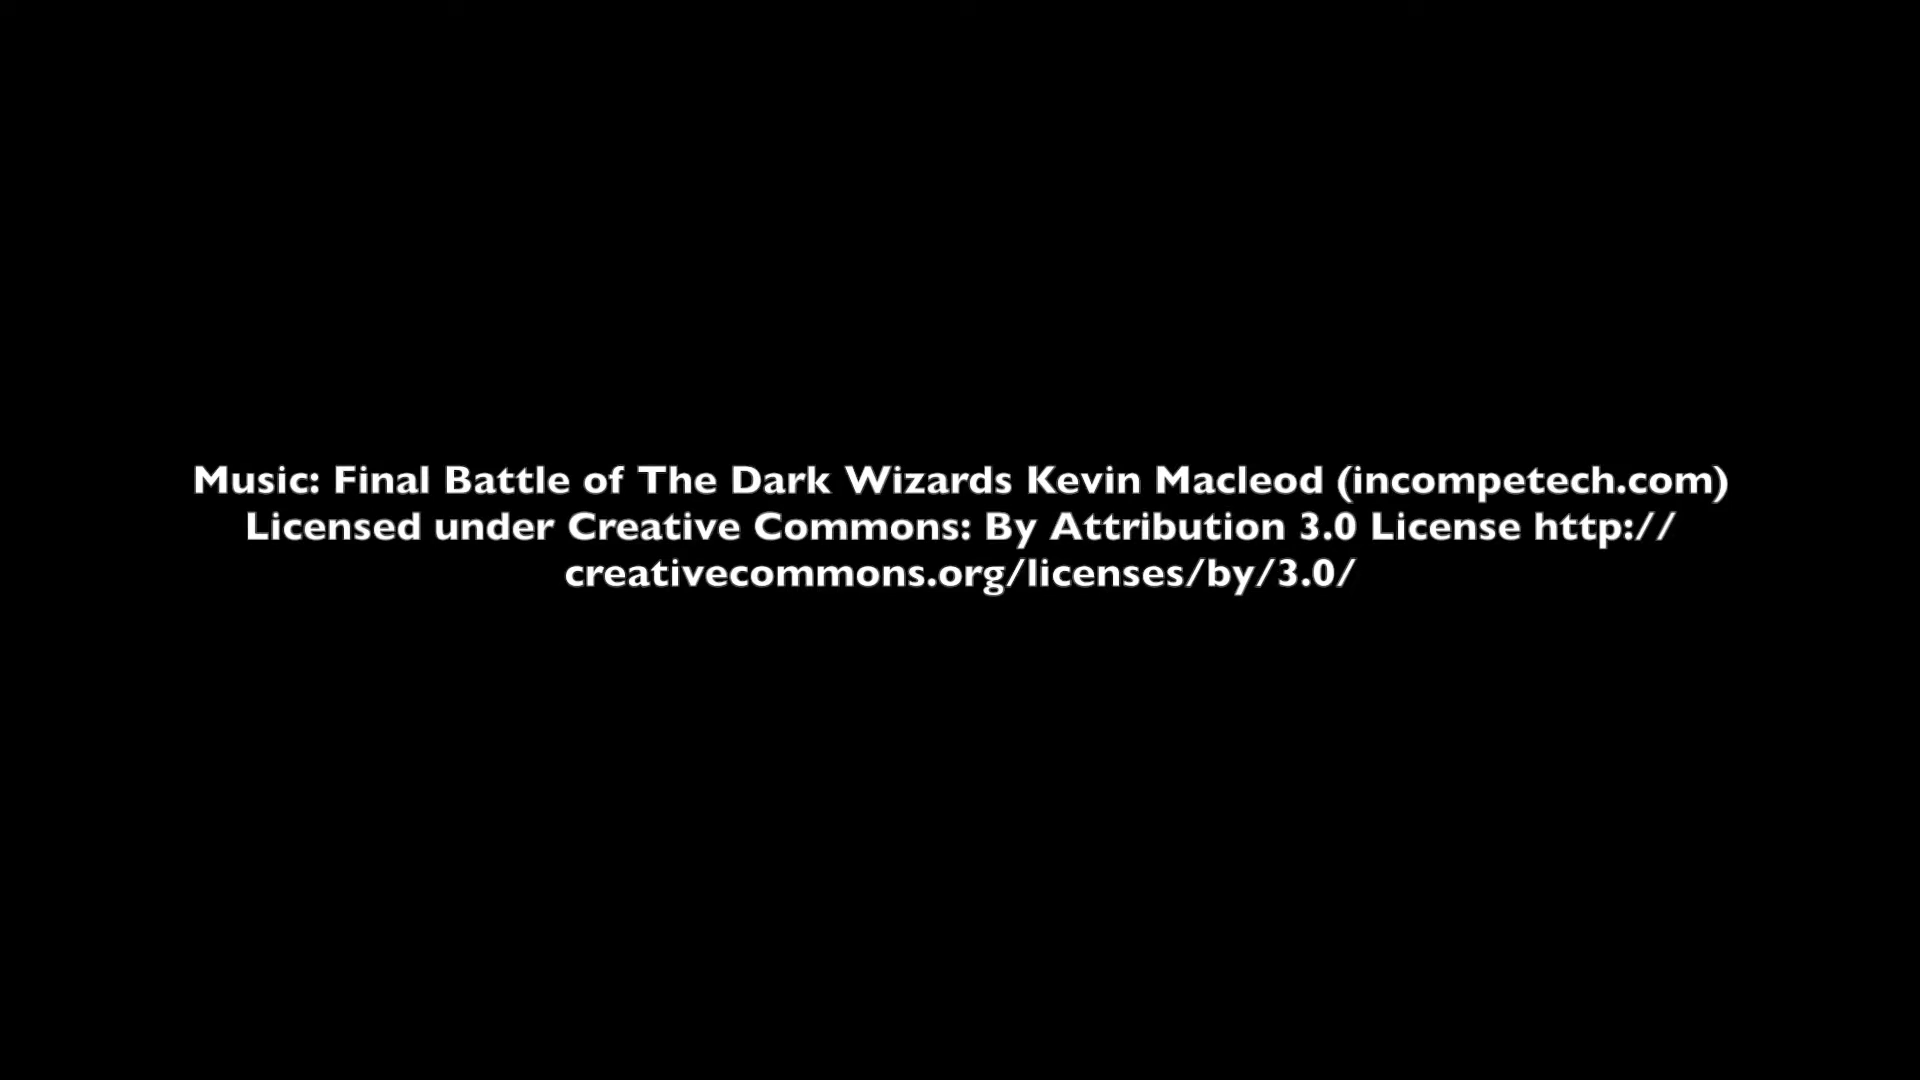 Music: Final Battle of The Dark Wizards Kevin Macleod (incompetech.com)
Licensed under Creative Commons: By Attribution 3.0 License http://
creativecommons.org/licenses/by/3.0/